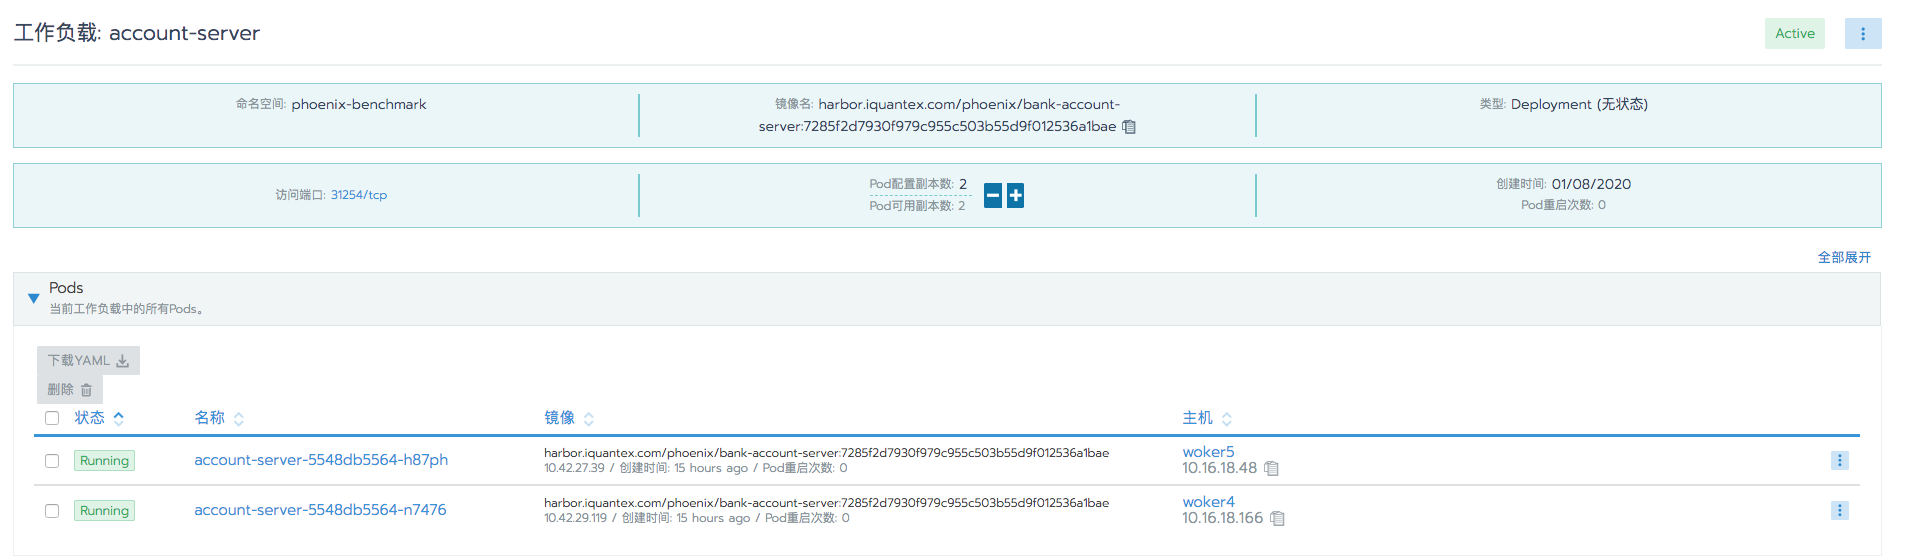 工作负载: account-server
Active
命名空间: phoenix-benchmark
镜像名: harbor.iquantex.com/phoenix/bank-account-
server:7285f2d7930f979c955c503b55d9f012536a1bae
类型: Deployment (无状态)
访问端口: 31254/tcp
Pod配置副本数: 2
Pod可用副本数: 2
创建时间: 01/08/2020
Pod重启次数: 0
全部展开
Pods
当前工作负载中的所有Pods。
下载YAML
删除
状态 名称 镜像 主机
Running account-server-5548db5564-h87ph harbor.iquantex.com/phoenix/bank-account-server:7285f2d7930f979c955c503b55d9f012536a1bae woker5
10.42.27.39 / 创建时间: 15 hours ago / Pod重启次数: 0 10.16.18.48
Running account-server-5548db5564-n7476 harbor.iquantex.com/phoenix/bank-account-server:7285f2d7930f979c955c503b55d9f012536a1bae woker4
10.42.29.119 / 创建时间: 15 hours ago / Pod重启次数: 0 10.16.18.166